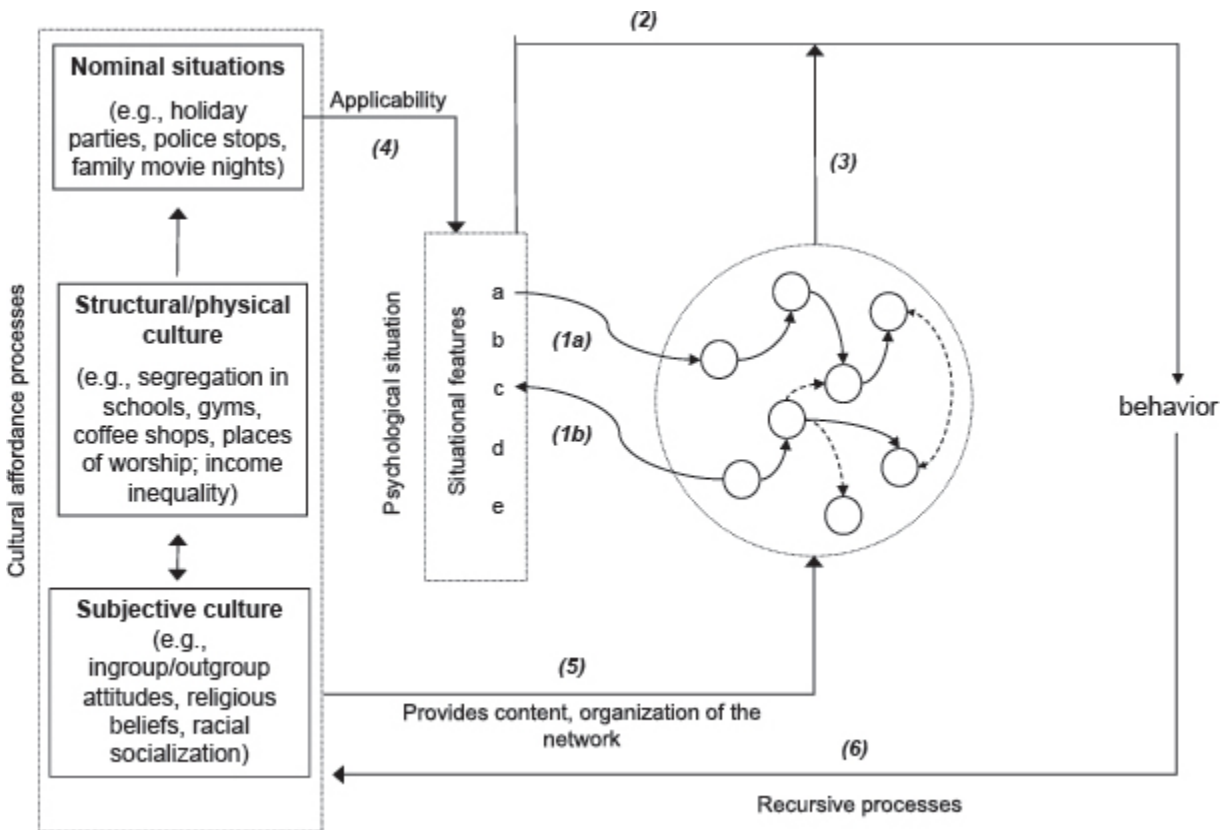 (2)
Nominal situations
(e.g., holiday
parties, police stops,
family movie nights)
Applicability
(4)
(3)
Structural/physical
culture
(e.g., segregation in
schools, gyms,
coffee shops, places
of worship; income
inequality)
Cultural affordance processes
Psychological situation
Situational features
a
b
c
d
e
(1a)
(1b)
behavior
Subjective culture
(e.g.,
ingroup/outgroup
attitudes, religious
beliefs, racial
socialization)
(5)
Provides content, organization of the
network
(6)
Recursive processes